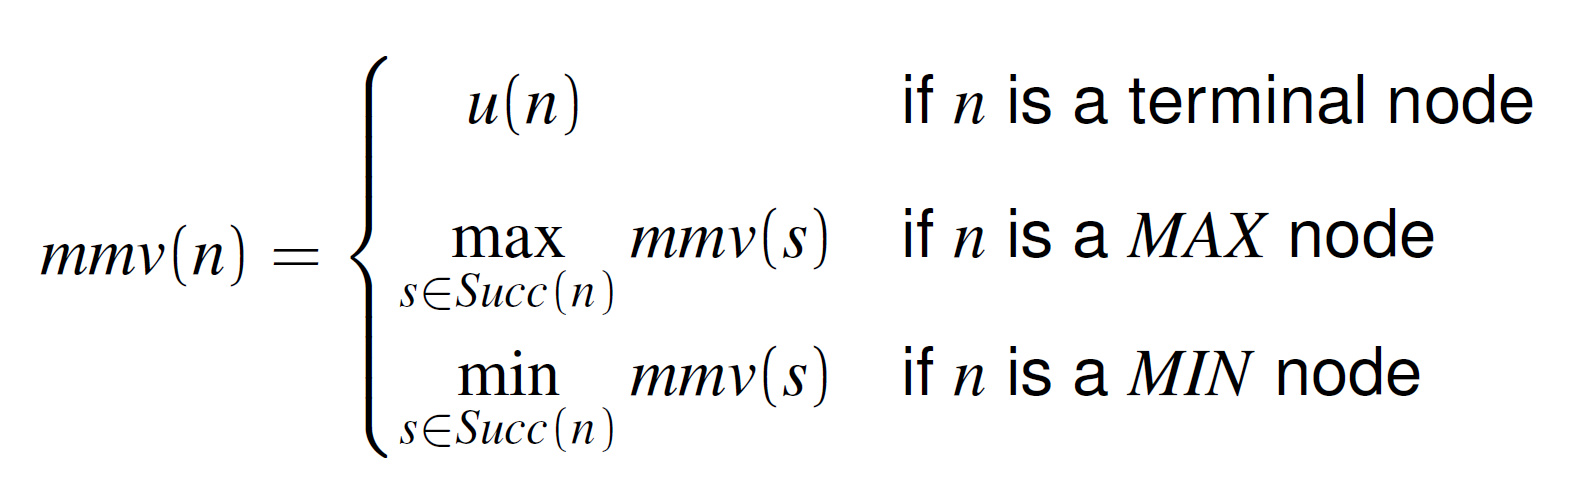 u(n) if n is a terminal node
mmv(n) = { max mmv(s) if n is a MAX node
s∈Succ(n)
min mmv(s) if n is a MIN node
s∈Succ(n)